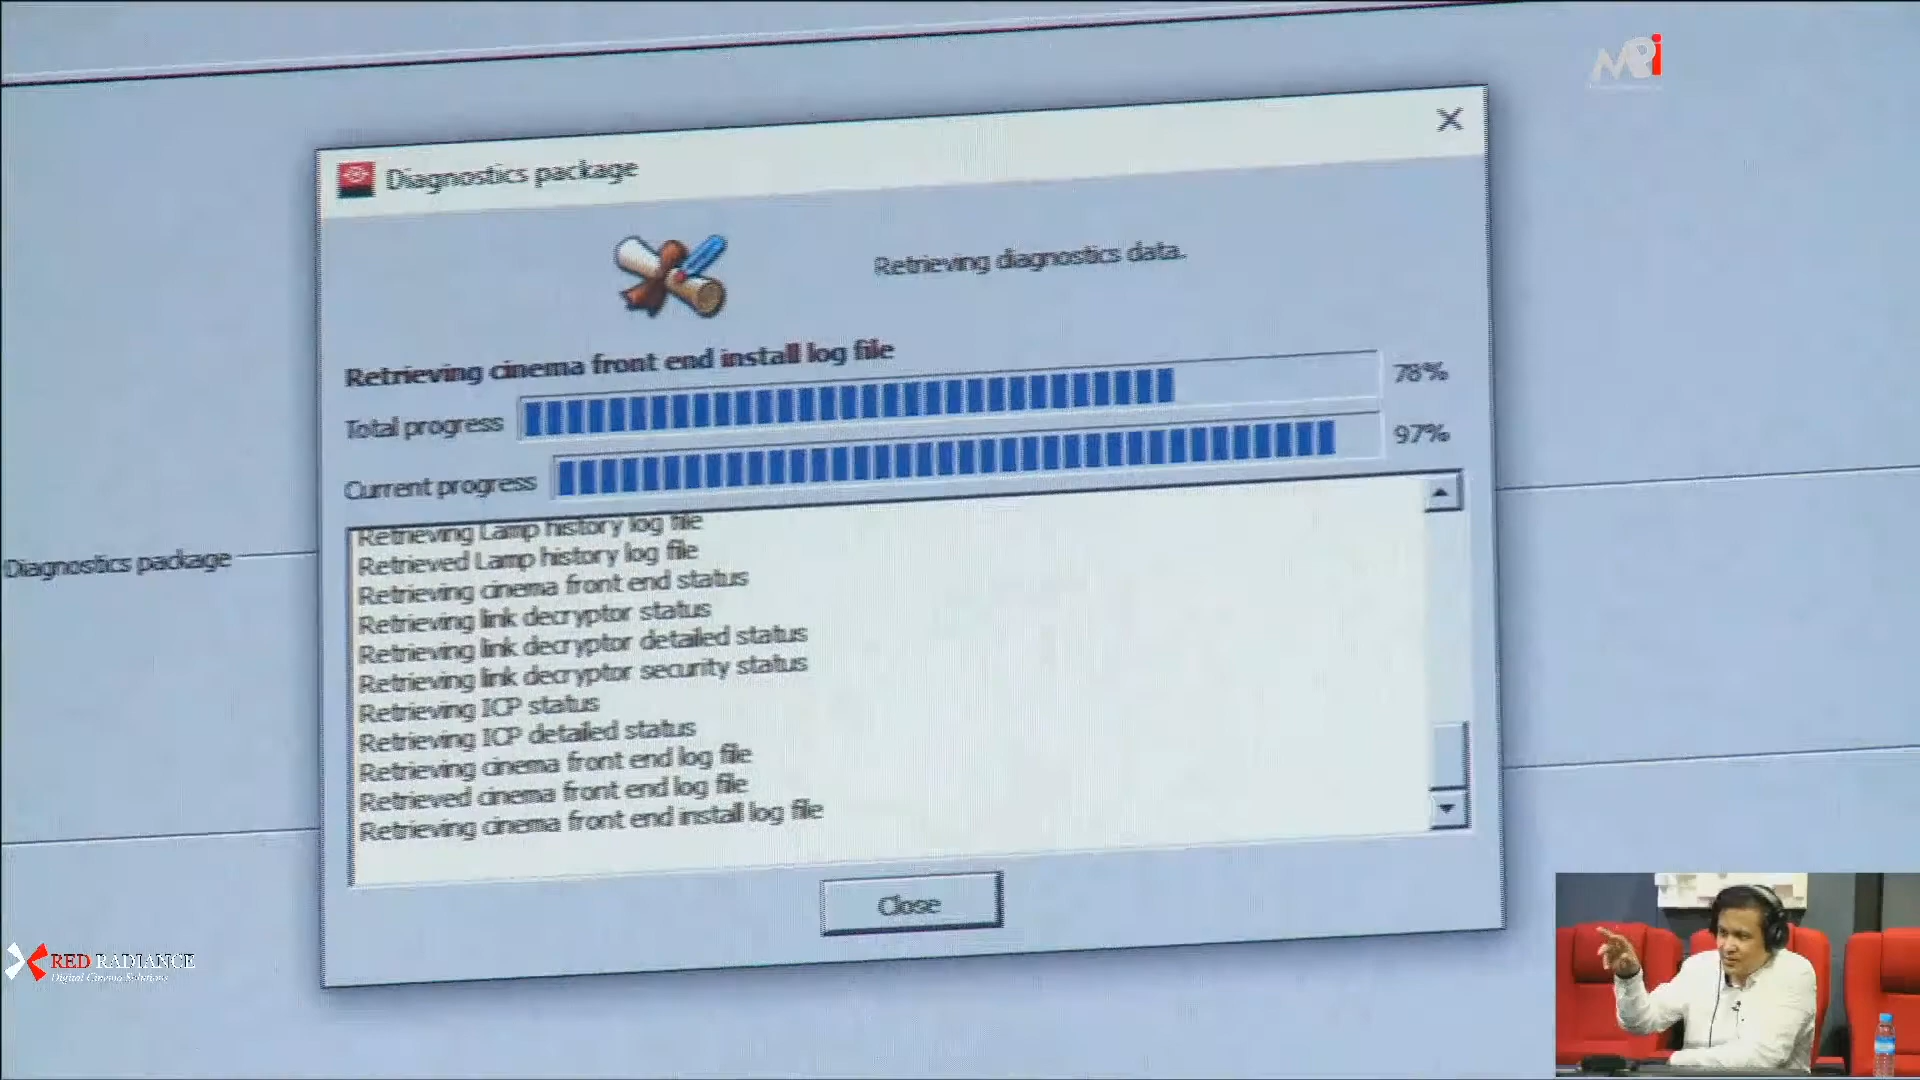 MRi
Diagnostics package
Retrieving diagnostics data.
Retrieving cinema front end install log file
Total progress 78%
Current progress 97%
Retrieving Lamp history log file
Retrieved Lamp history log file
Retrieving cinema front end status
Retrieving link decryptor status
Retrieving link decryptor detailed status
Retrieving link decryptor security status
Retrieving ICP status
Retrieving ICP detailed status
Retrieving cinema front end log file
Retrieved cinema front end log file
Retrieving cinema front end install log file
Close
Diagnostics package
RED RADIANCE
Digital Cinema Solutions